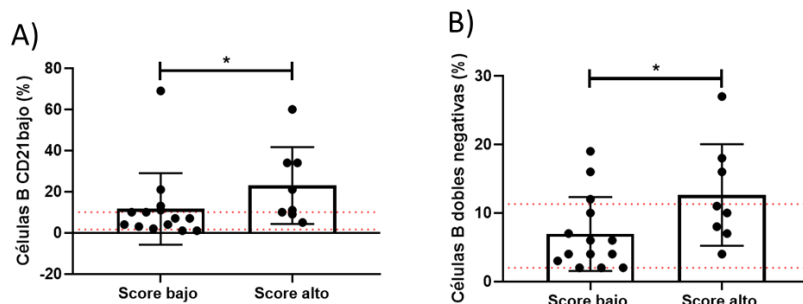 A)
Células B CD21bajo (%)
80
60
40
20
0
-20
*
Score bajo
Score alto
B)
Células B dobles negativas (%)
30
20
10
0
*
Score bajo
Score alto